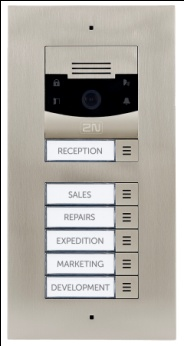 2N
RECEPTION
SALES
REPAIRS
EXPEDITION
MARKETING
DEVELOPMENT